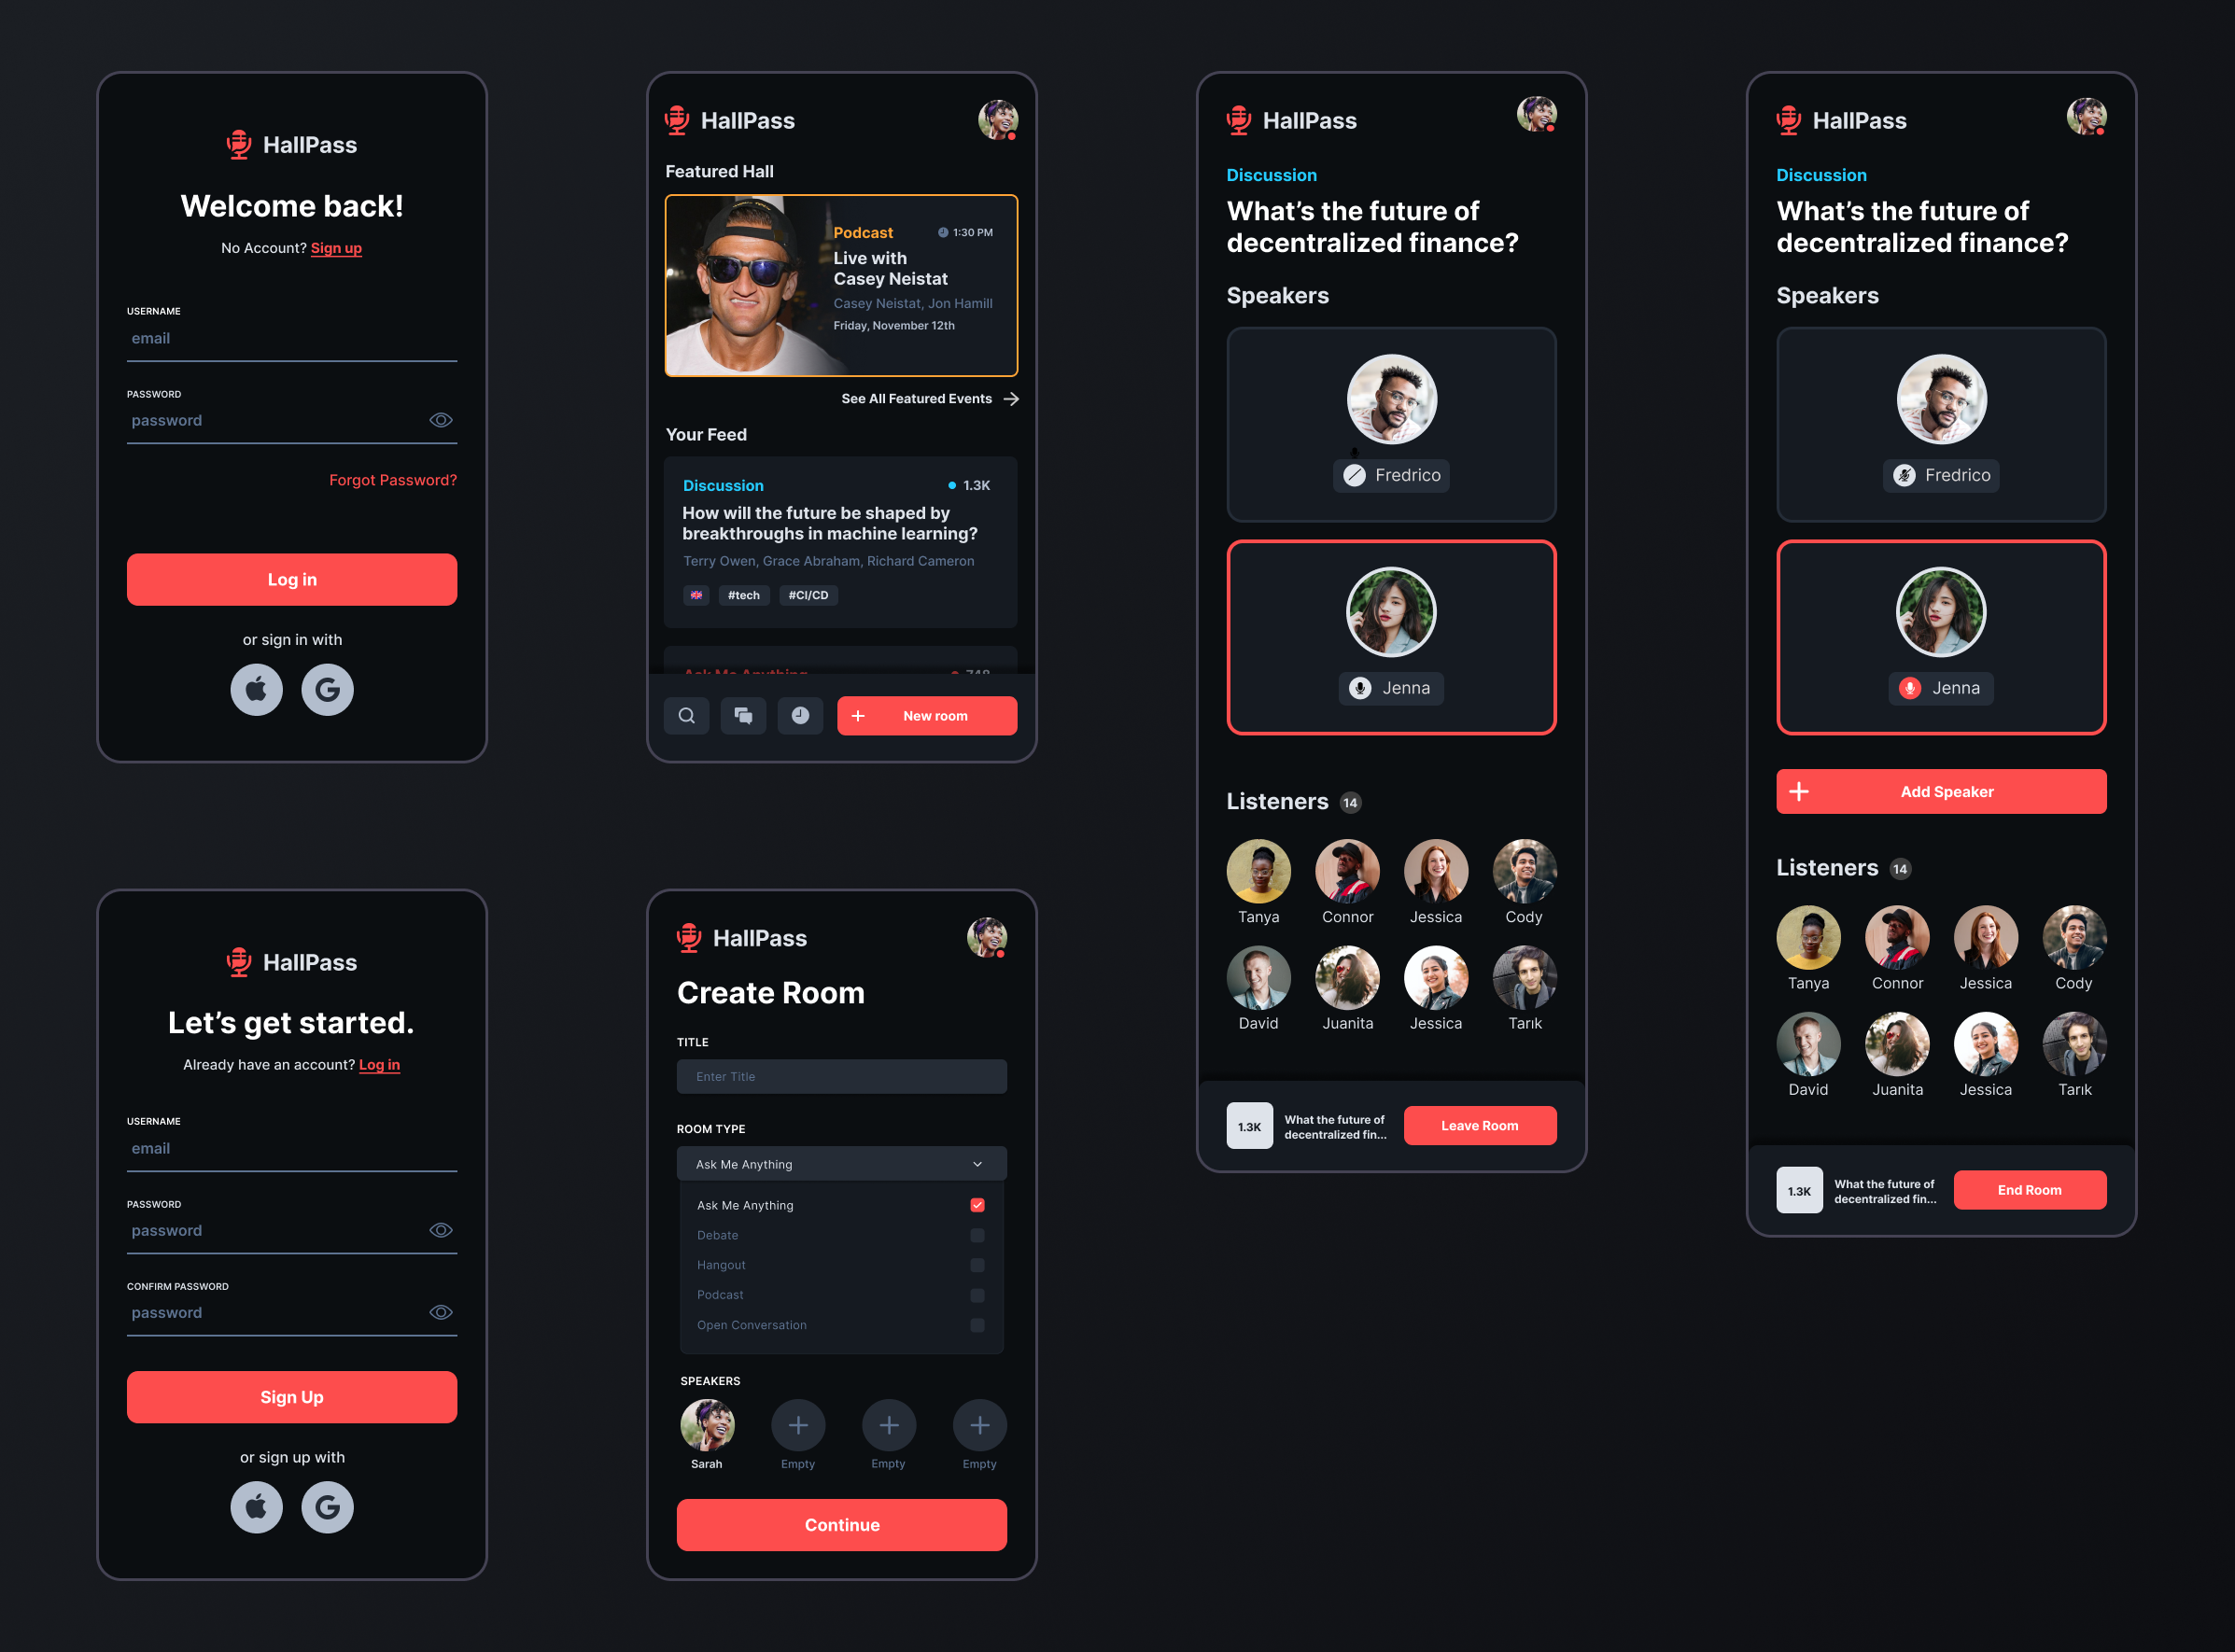 HallPass
Welcome back!
No Account? Sign up
USERNAME
email
PASSWORD
password
Forgot Password?
Log in
or sign in with
HallPass
Featured Hall
Podcast
1:30 PM
Live with
Casey Neistat
Casey Neistat, Jon Hamill
Friday, November 12th
See All Featured Events
Your Feed
Discussion
1.3K
How will the future be shaped by
breakthroughs in machine learning?
Terry Owen, Grace Abraham, Richard Cameron
#tech
#CI/CD
Ask Me Anything
748
New room
HallPass
Discussion
What’s the future of
decentralized finance?
Speakers
Fredrico
Jenna
Listeners 14
Tanya
Connor
Jessica
Cody
David
Juanita
Jessica
Tarık
1.3K
What the future of
decentralized fin...
Leave Room
HallPass
Discussion
What’s the future of
decentralized finance?
Speakers
Fredrico
Jenna
Add Speaker
Listeners 14
Tanya
Connor
Jessica
Cody
David
Juanita
Jessica
Tarık
1.3K
What the future of
decentralized fin...
End Room
HallPass
Let’s get started.
Already have an account? Log in
USERNAME
email
PASSWORD
password
CONFIRM PASSWORD
password
Sign Up
or sign up with
HallPass
Create Room
TITLE
Enter Title
ROOM TYPE
Ask Me Anything
Ask Me Anything
Debate
Hangout
Podcast
Open Conversation
SPEAKERS
Sarah
Empty
Empty
Empty
Continue